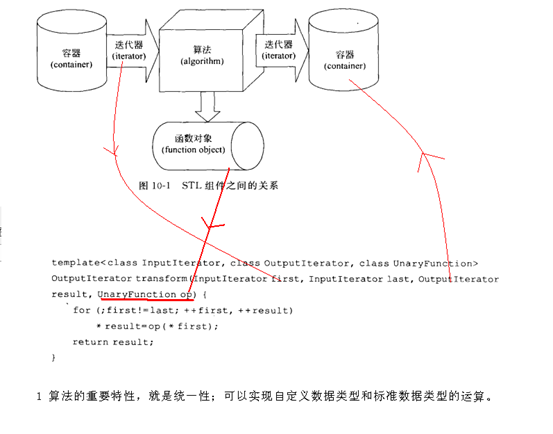 容器
(container)
迭代器
(iterator)
算法
(algorithm)
迭代器
(iterator)
容器
(container)
函数对象
(function object)
图 10-1 STL 组件之间的关系
template<class InputIterator, class OutputIterator, class UnaryFunction>
OutputIterator transform(InputIterator first, InputIterator last, OutputIterator
result, UnaryFunction op) {
for (;first!=last; ++first, ++result)
* result=op(* first);
return result;
}
1 算法的重要特性，就是统一性；可以实现自定义数据类型和标准数据类型的运算。